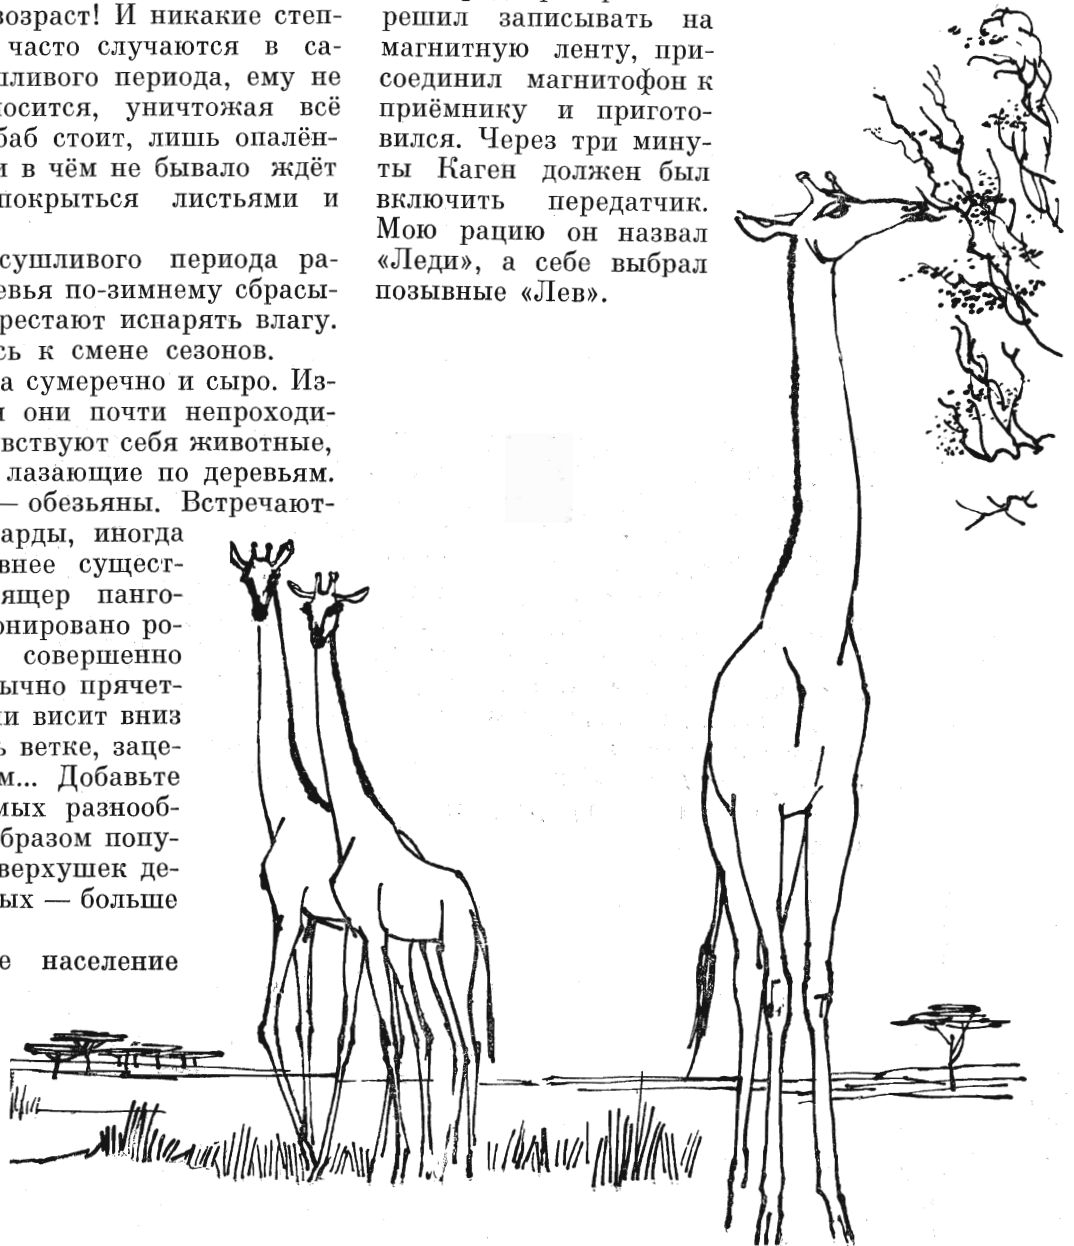 возраст! И никакие степ-
часто случаются в са-
ливого периода, ему не
осится, уничтожая всё
баб стоит, лишь опалён-
и в чём не бывало ждёт
покрыться листьями и
сушливого периода ра-
евья по-зимнему сбрасы-
рестают испарять влагу.
сь к смене сезонов.
а сумеречно и сыро. Из-
они почти непроходи-
вствуют себя животные,
лазающие по деревьям.
— обезьяны. Встречают-
арды, иногда
внее сущест-
ящер панго-
онировано ро-
совершенно
ычно прячет-
ли висит вниз
ь ветке, заце-
м... Добавьте
мых разнооб-
бразом попу-
верхушек де-
ых — больше
е население
решил записывать на
магнитную ленту, при-
соединил магнитофон к
приёмнику и пригото-
вился. Через три мину-
ты Каген должен был
включить передатчик.
Мою рацию он назвал
«Леди», а себе выбрал
позывные «Лев».